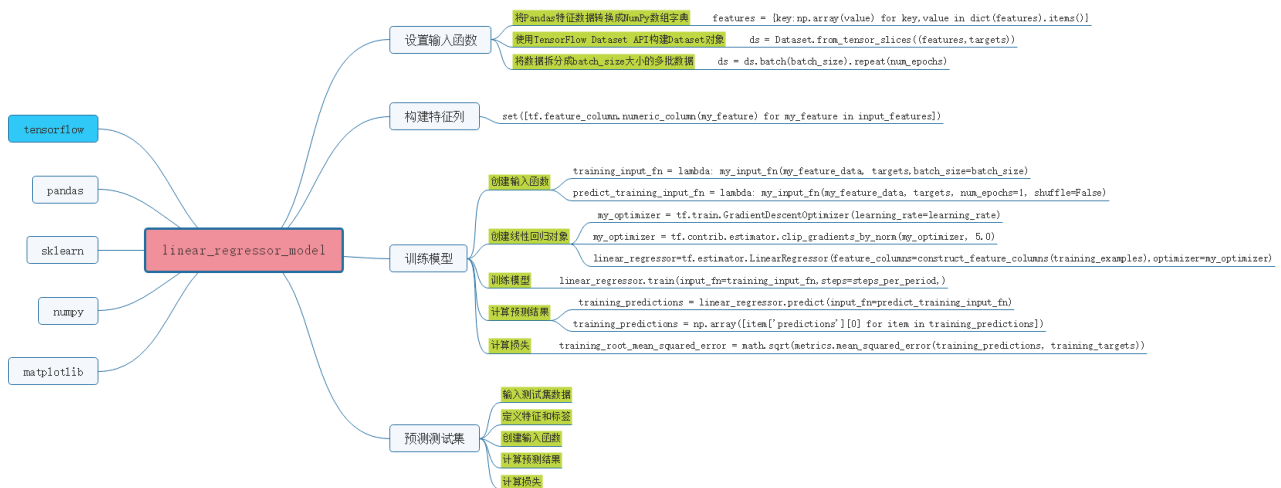 tensorflow
pandas
sklearn
numpy
matplotlib
linear_regressor_model
设置输入函数
将Pandas特征数据转换成NumPy数组字典 features = {key:np.array(value) for key,value in dict(features).items()}
使用TensorFlow Dataset API构建Dataset对象 ds = Dataset.from_tensor_slices((features,targets))
将数据拆分成batch_size大小的多批数据 ds = ds.batch(batch_size).repeat(num_epochs)
构建特征列
set([tf.feature_column.numeric_column(my_feature) for my_feature in input_features])
训练模型
创建输入函数
training_input_fn = lambda: my_input_fn(my_feature_data, targets,batch_size=batch_size)
predict_training_input_fn = lambda: my_input_fn(my_feature_data, targets, num_epochs=1, shuffle=False)
创建线性回归对象
my_optimizer = tf.train.GradientDescentOptimizer(learning_rate=learning_rate)
my_optimizer = tf.contrib.estimator.clip_gradients_by_norm(my_optimizer, 5.0)
linear_regressor=tf.estimator.LinearRegressor(feature_columns=construct_feature_columns(training_examples),optimizer=my_optimizer)
训练模型 linear_regressor.train(input_fn=training_input_fn,steps=steps_per_period,)
计算预测结果
training_predictions = linear_regressor.predict(input_fn=predict_training_input_fn)
training_predictions = np.array([item['predictions'][0] for item in training_predictions])
计算损失 training_root_mean_squared_error = math.sqrt(metrics.mean_squared_error(training_predictions, training_targets))
预测测试集
输入测试集数据
定义特征和标签
创建输入函数
计算预测结果
计算损失